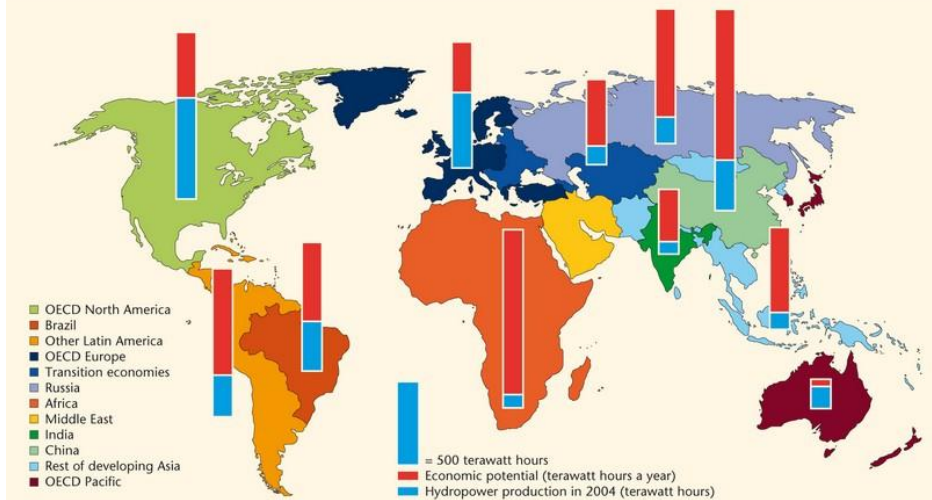 OECD North America
Brazil
Other Latin America
OECD Europe
Transition economies
Russia
Africa
Middle East
India
China
Rest of developing Asia
OECD Pacific
= 500 terawatt hours
Economic potential (terawatt hours a year)
Hydropower production in 2004 (terawatt hours)